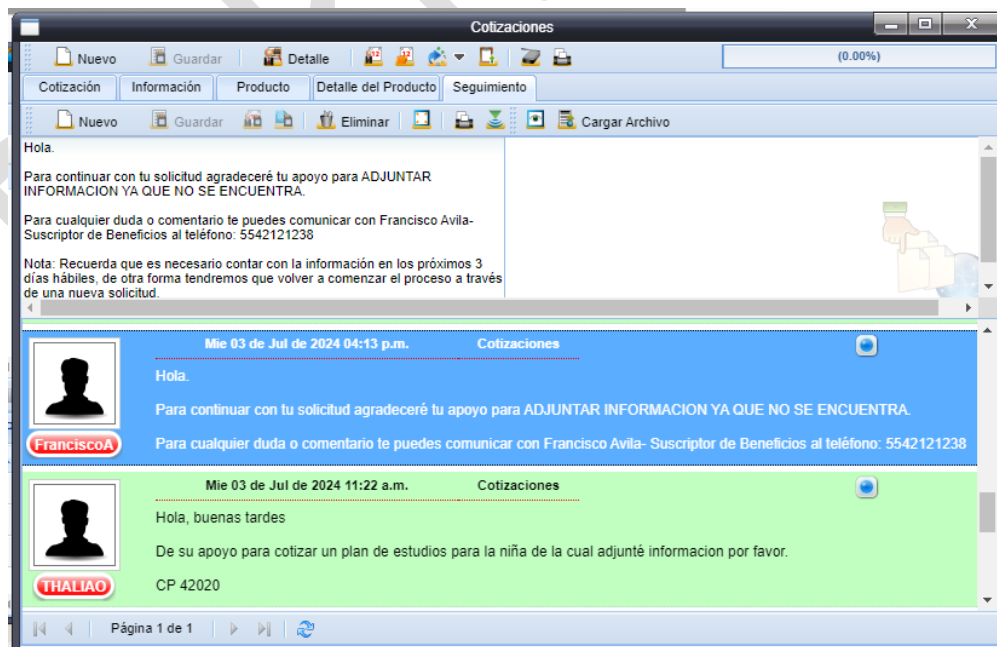 Cotizaciones
Nuevo Guardar Detalle (0.00%)
Cotización Información Producto Detalle del Producto Seguimiento
Nuevo Guardar Eliminar Cargar Archivo
Hola.
Para continuar con tu solicitud agradeceré tu apoyo para ADJUNTAR
INFORMACION YA QUE NO SE ENCUENTRA.
Para cualquier duda o comentario te puedes comunicar con Francisco Avila-
Suscriptor de Beneficios al teléfono: 5542121238
Nota: Recuerda que es necesario contar con la información en los próximos 3
días hábiles, de otra forma tendremos que volver a comenzar el proceso a través
de una nueva solicitud.
Mie 03 de Jul de 2024 04:13 p.m. Cotizaciones
Hola.
Para continuar con tu solicitud agradeceré tu apoyo para ADJUNTAR INFORMACION YA QUE NO SE ENCUENTRA.
Para cualquier duda o comentario te puedes comunicar con Francisco Avila- Suscriptor de Beneficios al teléfono: 5542121238
FranciscoA
Mie 03 de Jul de 2024 11:22 a.m. Cotizaciones
Hola, buenas tardes
De su apoyo para cotizar un plan de estudios para la niña de la cual adjunté informacion por favor.
THALIAO
CP 42020
Página 1 de 1